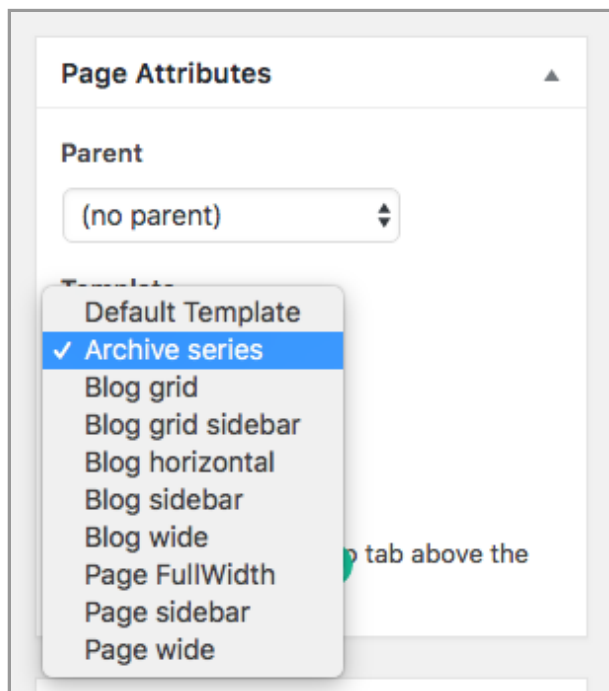 Page Attributes
Parent
(no parent)
Template
Default Template
Archive series
Blog grid
Blog grid sidebar
Blog horizontal
Blog sidebar
Blog wide
tab above the
Page FullWidth
Page sidebar
Page wide